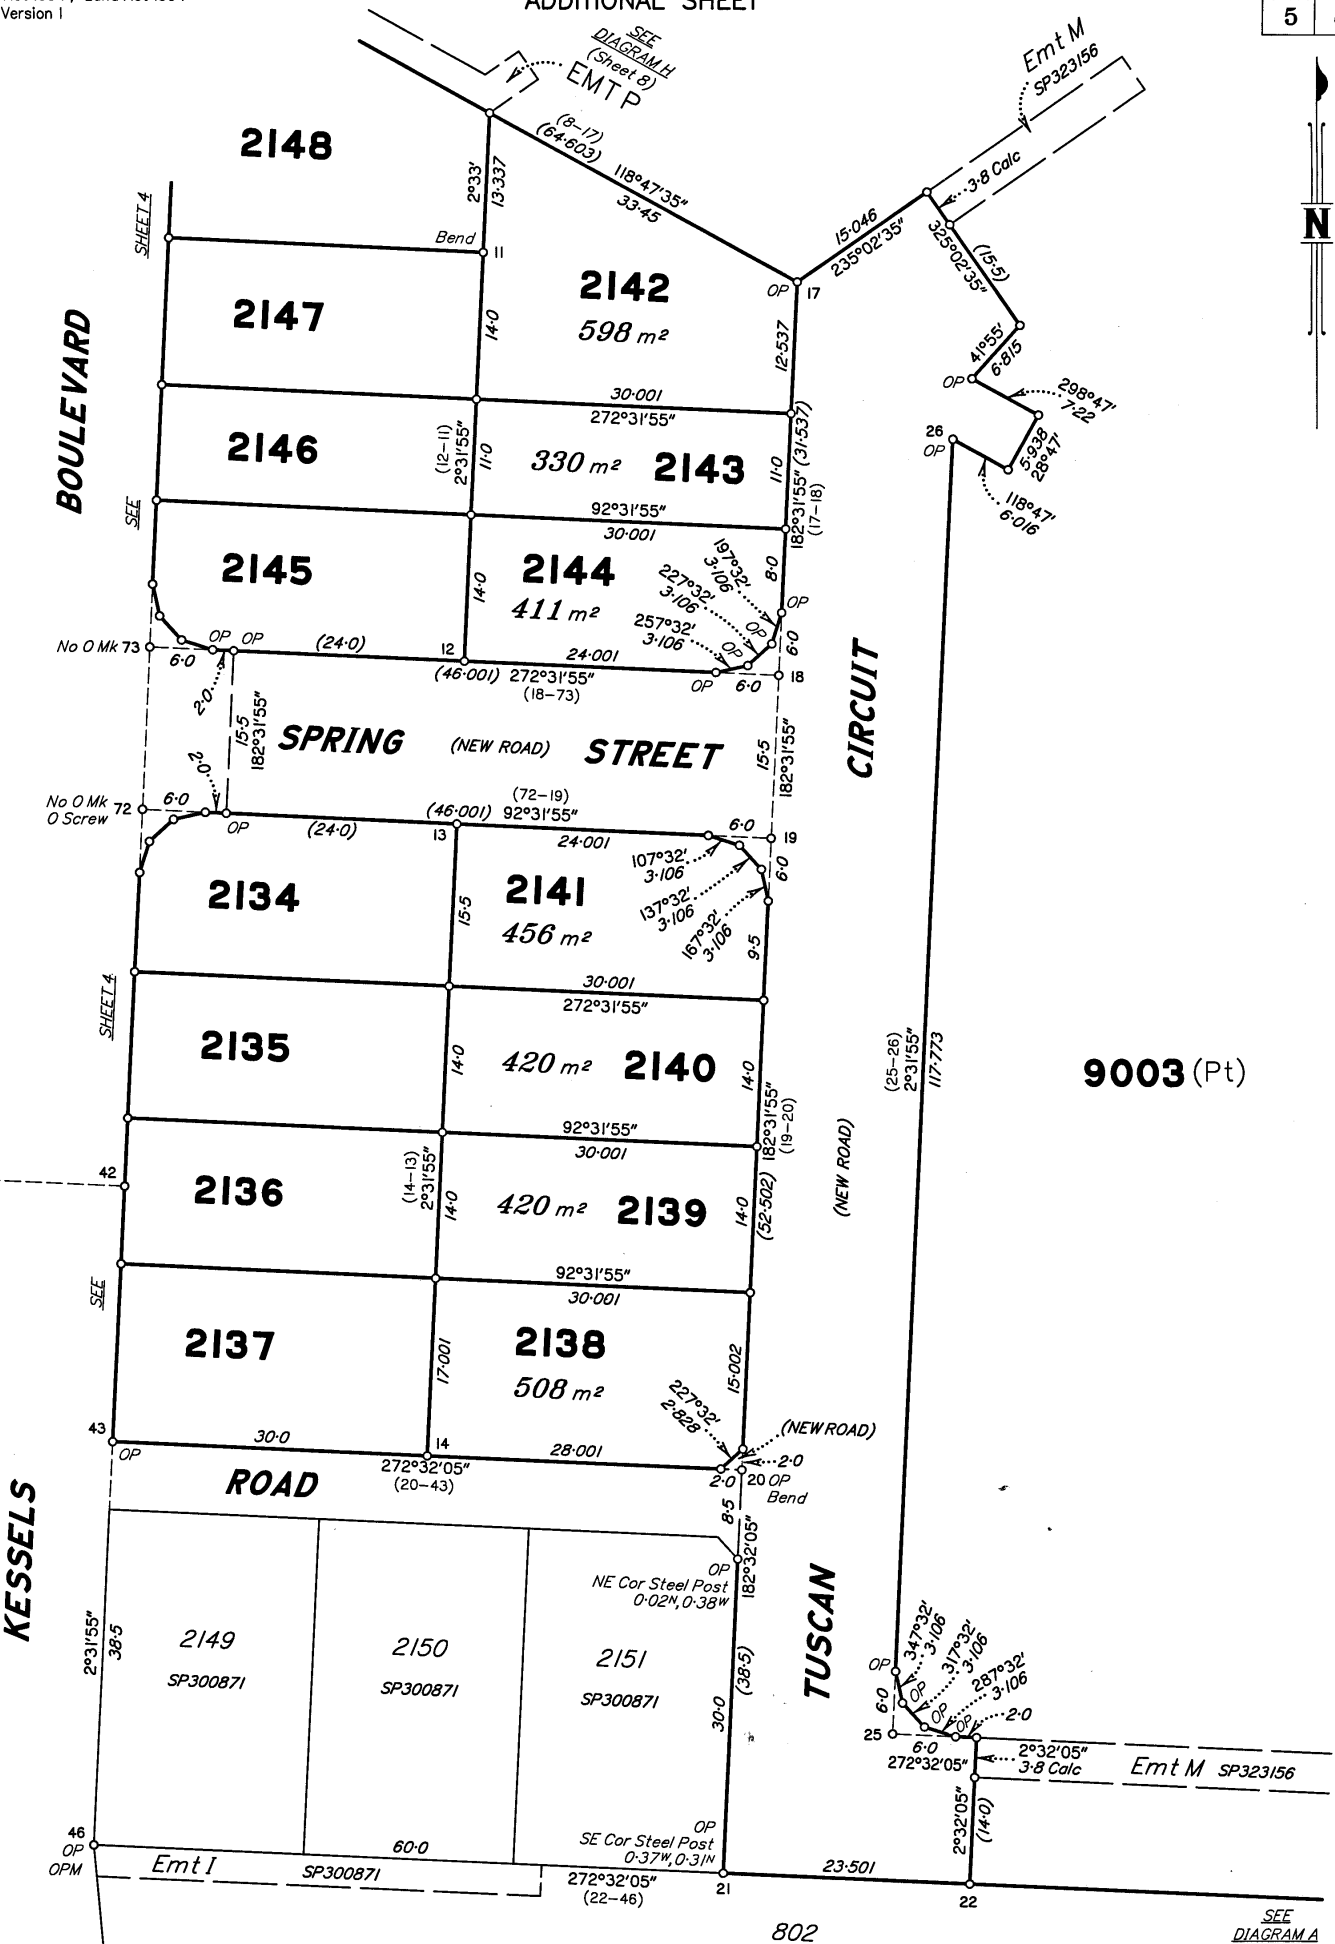 Version 1
ADDITIONAL SHEET
5
SEE
DIAGRAM H
(Sheet 8)
EMT P
Emt M
SP323156
2148
(8-17)
(64·603)
118°47'35"
33·45
2°33'
13·337
3·8 Calc
15·046
235°02'35"
325°02'35"
(15·5)
N
SHEET 4
Bend
11
2142
598 m²
OP
17
2147
14·0
12·537
41°55'
6·815
OP
298°47'
7·22
BOULEVARD
30·001
272°31'55"
26
OP
5·938
28°47'
118°47'
6·016
2146
(12-11)
2°31'55"
11·0
330 m²
2143
11·0
182°31'55"
(31·537)
(17-18)
SEE
92°31'55"
30·001
2145
14·0
2144
411 m²
197°32'
3·106
227°32'
3·106
257°32'
3·106
8·0
OP
OP
OP
6·0
No O Mk 73
6·0
OP
OP
(24·0)
12
24·001
(46·001)
272°31'55"
(18-73)
OP
6·0
18
2·0
15·5
182°31'55"
SPRING
(NEW ROAD)
STREET
15·5
182°31'55"
CIRCUIT
2·0
No O Mk 72
O Screw
6·0
OP
(24·0)
(72-19)
(46·001)
92°31'55"
13
24·001
6·0
19
6·0
107°32'
3·106
137°32'
3·106
167°32'
3·106
2134
15·5
2141
456 m²
9·5
30·001
272°31'55"
SHEET 4
2135
14·0
420 m²
2140
14·0
182°31'55"
(19-20)
(25-26)
2°31'55"
117·773
9003 (Pt)
92°31'55"
30·001
42
2136
(14-13)
2°31'55"
14·0
420 m²
2139
14·0
(52·502)
(NEW ROAD)
SEE
92°31'55"
30·001
2137
17·001
2138
508 m²
15·002
227°32'
2·828
(NEW ROAD)
43
OP
30·0
14
28·001
272°32'05"
(20-43)
2·0
2·0
20 OP
Bend
ROAD
8·5
182°32'05"
OP
NE Cor Steel Post
0·02ᴺ, 0·38ᵂ
KESSELS
TUSCAN
2°31'55"
38·5
2149
SP300871
2150
SP300871
2151
SP300871
30·0
(38·5)
OP
347°32'
3·106
317°32'
3·106
287°32'
3·106
OP
OP
OP
2·0
6·0
25
6·0
272°32'05"
2°32'05"
3·8 Calc
Emt M SP323156
2°32'05"
(14·0)
46
OP
OPM
60·0
Emt I
SP300871
OP
SE Cor Steel Post
0·37ᵂ, 0·31ᴺ
272°32'05"
(22-46)
21
23·501
22
802
SEE
DIAGRAM A